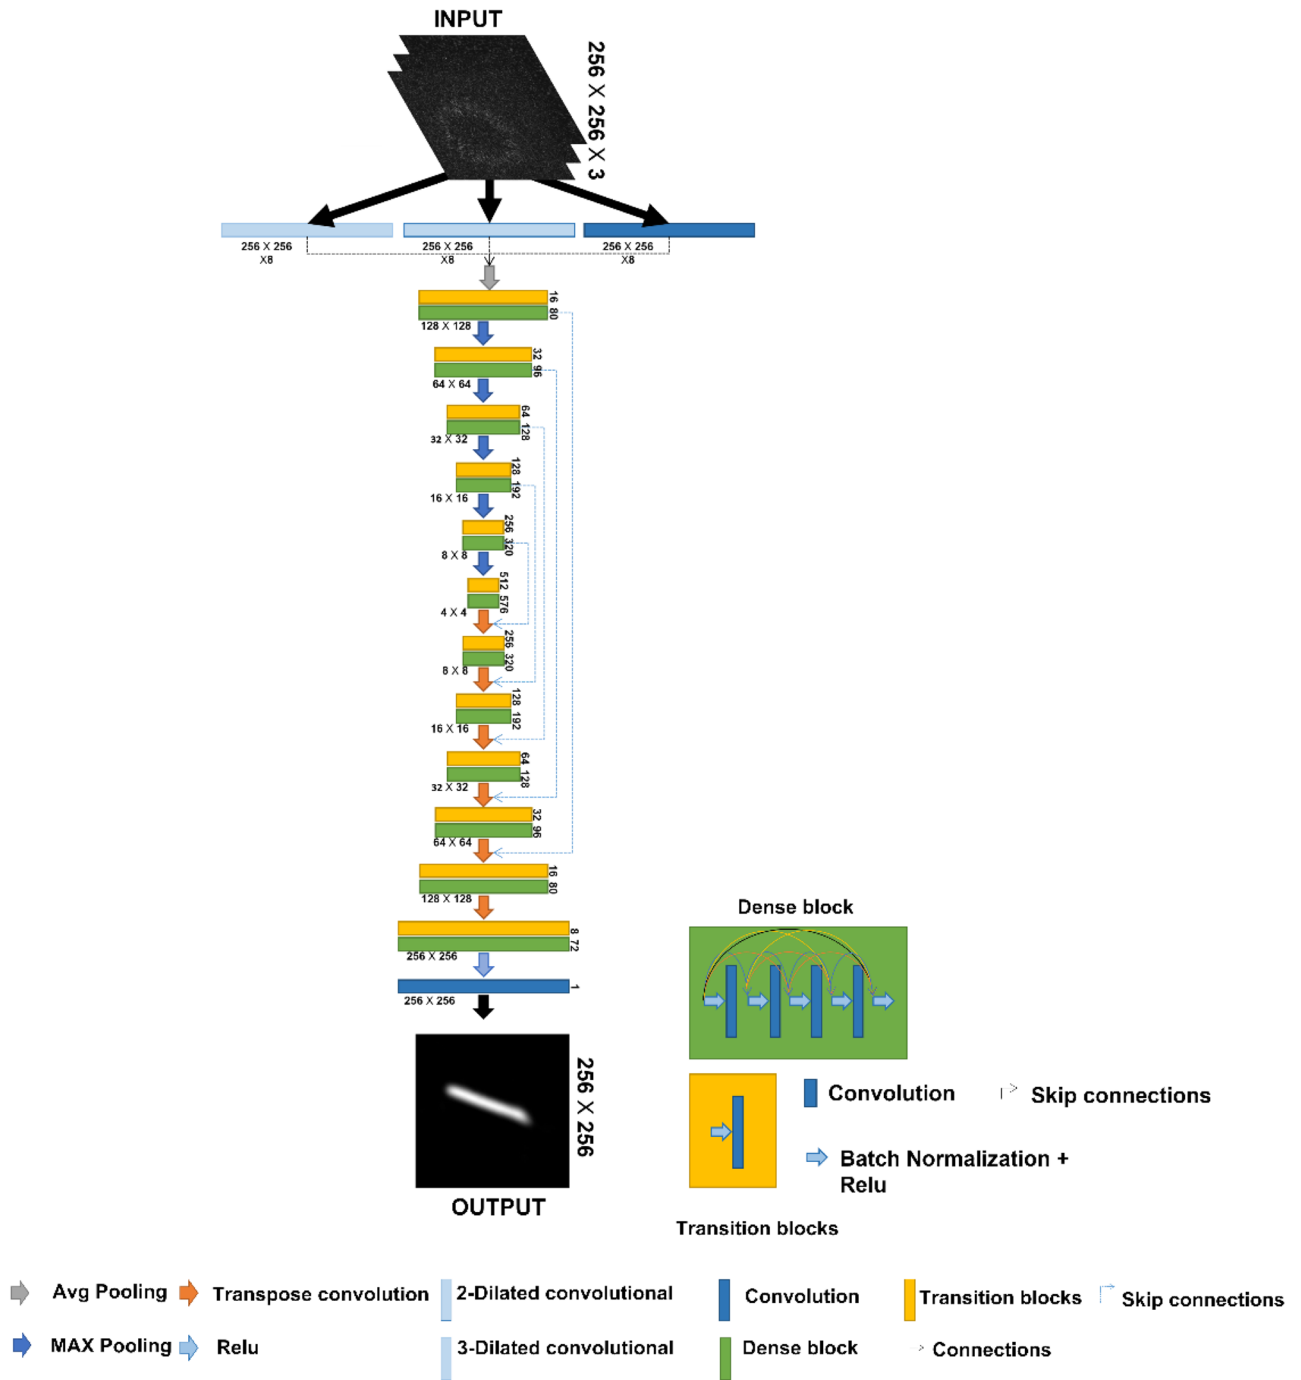 INPUT
256 X 256 X 3
256 X 256
X8
256 X 256
X8
256 X 256
X8
16 80
128 X 128
32 96
64 X 64
64 128
32 X 32
128 192
16 X 16
256 320
8 X 8
512 576
4 X 4
256 320
8 X 8
128 192
16 X 16
64 128
32 X 32
32 96
64 X 64
16 80
128 X 128
8 72
256 X 256
1
256 X 256
256 X 256
OUTPUT
Dense block
Convolution
Skip connections
Batch Normalization +
Relu
Transition blocks
Avg Pooling
Transpose convolution
2-Dilated convolutional
Convolution
Transition blocks
Skip connections
MAX Pooling
Relu
3-Dilated convolutional
Dense block
Connections